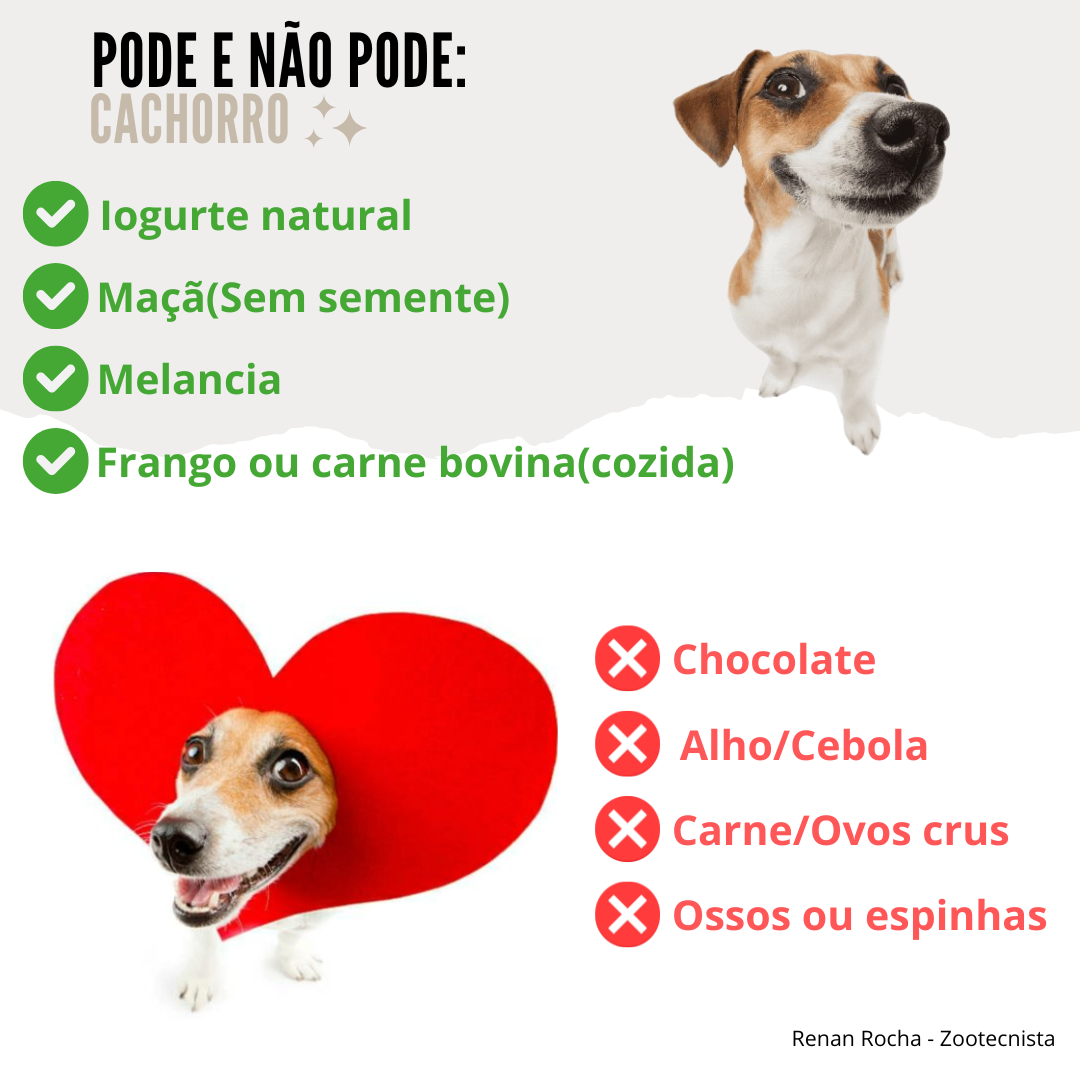 PODE E NÃO PODE:
CACHORRO
Iogurte natural
Maçã(Sem semente)
Melancia
Frango ou carne bovina(cozida)
Chocolate
Alho/Cebola
Carne/Ovos crus
Ossos ou espinhas
Renan Rocha - Zootecnista